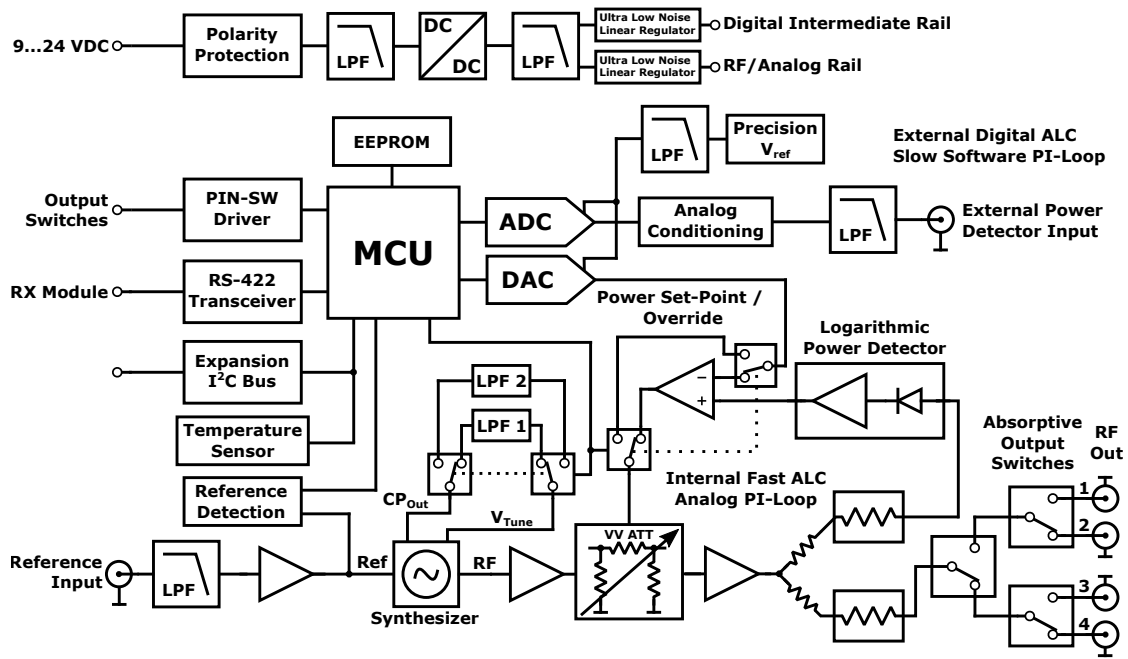 9...24 VDC
Polarity
Protection
LPF
DC
DC
LPF
Ultra Low Noise
Linear Regulator
Digital Intermediate Rail
Ultra Low Noise
Linear Regulator
RF/Analog Rail
EEPROM
LPF
Precision
Vref
External Digital ALC
Slow Software PI-Loop
Output
Switches
PIN-SW
Driver
MCU
ADC
Analog
Conditioning
LPF
External Power
Detector Input
RX Module
RS-422
Transceiver
DAC
Power Set-Point /
Override
Logarithmic
Power Detector
Expansion
I²C Bus
LPF 2
LPF 1
−
+
Temperature
Sensor
Absorptive
Output
Switches
RF
Out
Reference
Detection
CPOut
VTune
Internal Fast ALC
Analog PI-Loop
1
2
Reference
Input
LPF
Ref
Synthesizer
RF
VV ATT
3
4